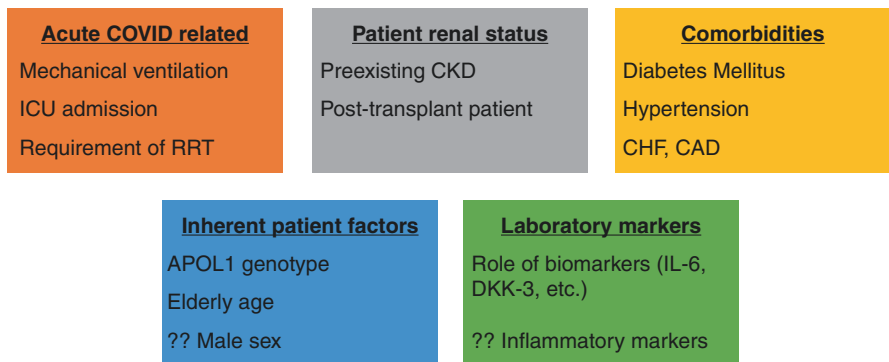 Acute COVID related
Mechanical ventilation
ICU admission
Requirement of RRT
Patient renal status
Preexisting CKD
Post-transplant patient
Comorbidities
Diabetes Mellitus
Hypertension
CHF, CAD
Inherent patient factors
APOL1 genotype
Elderly age
?? Male sex
Laboratory markers
Role of biomarkers (IL-6,
DKK-3, etc.)
?? Inflammatory markers